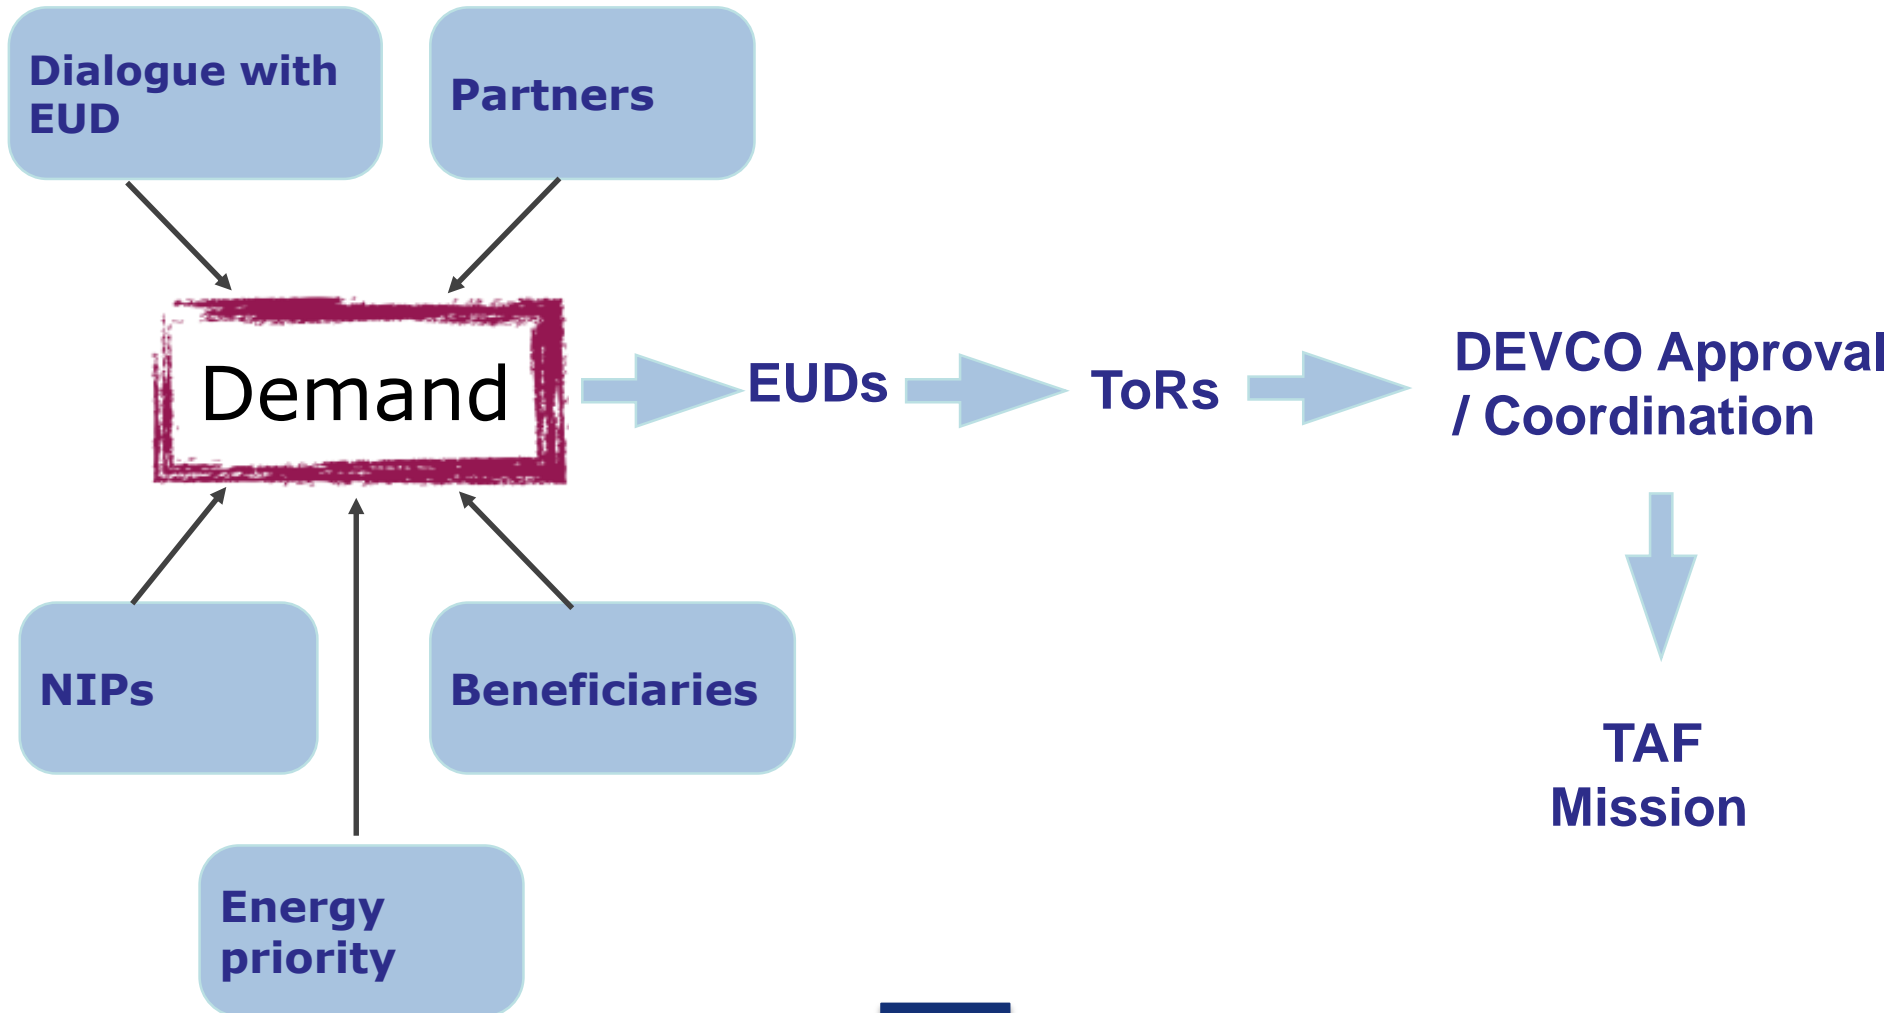 Dialogue with
EUD
Partners
Demand
EUDs
ToRs
DEVCO Approval
/ Coordination
NIPs
Beneficiaries
TAF
Mission
Energy
priority